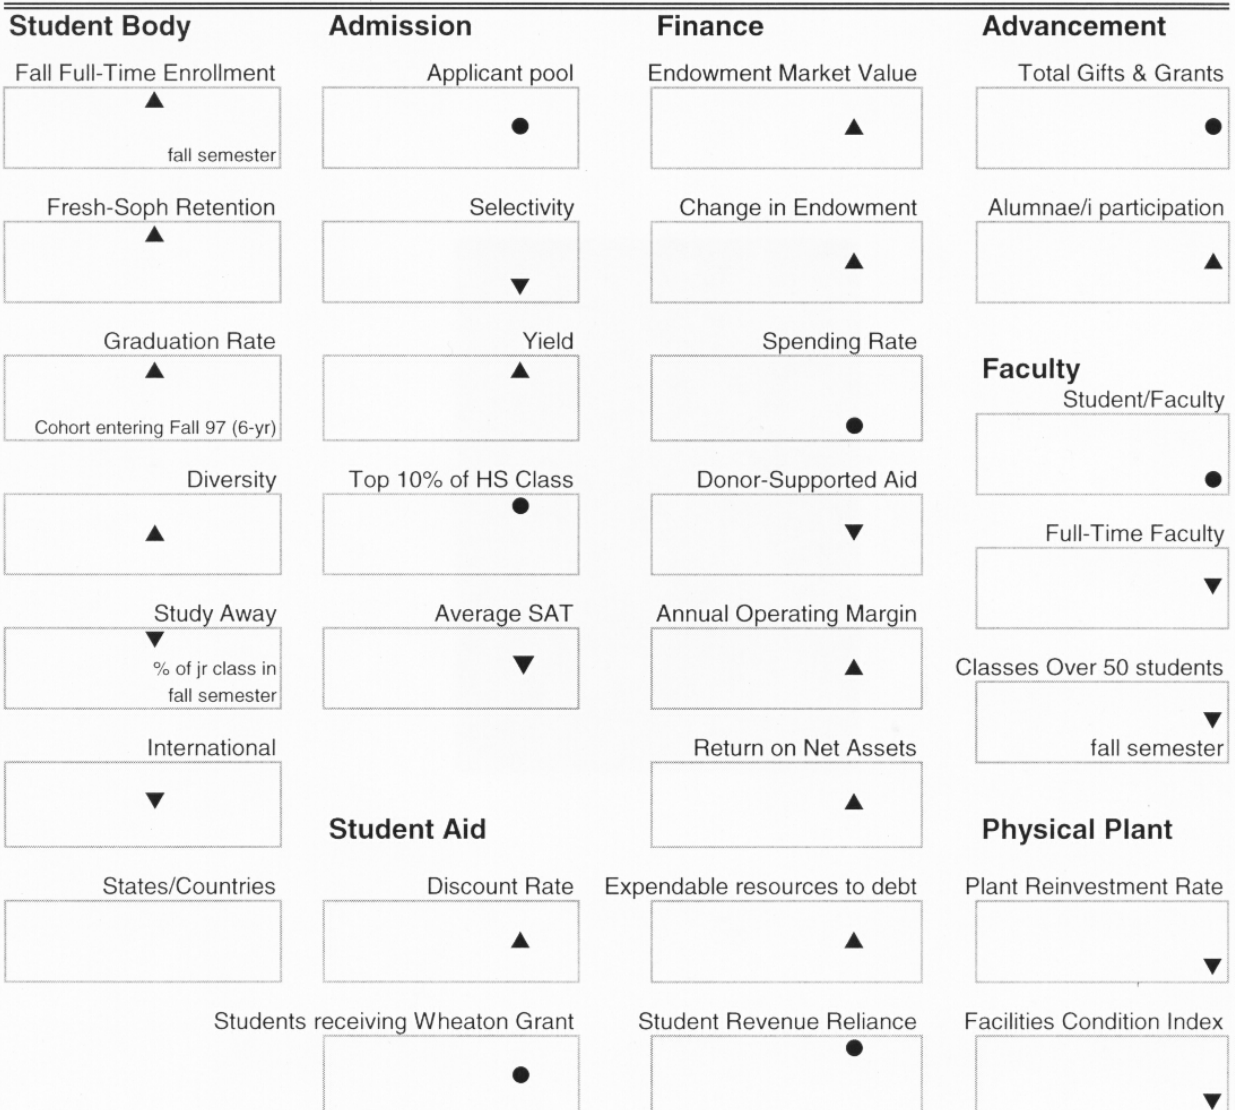 Student Body
Fall Full-Time Enrollment
fall semester
Fresh-Soph Retention
Graduation Rate
Cohort entering Fall 97 (6-yr)
Diversity
Study Away
% of jr class in
fall semester
International
States/Countries
Admission
Applicant pool
Selectivity
Yield
Top 10% of HS Class
Average SAT
Student Aid
Discount Rate
Students receiving Wheaton Grant
Finance
Endowment Market Value
Change in Endowment
Spending Rate
Donor-Supported Aid
Annual Operating Margin
Return on Net Assets
Expendable resources to debt
Student Revenue Reliance
Advancement
Total Gifts & Grants
Alumnae/i participation
Faculty
Student/Faculty
Full-Time Faculty
Classes Over 50 students
fall semester
Physical Plant
Plant Reinvestment Rate
Facilities Condition Index